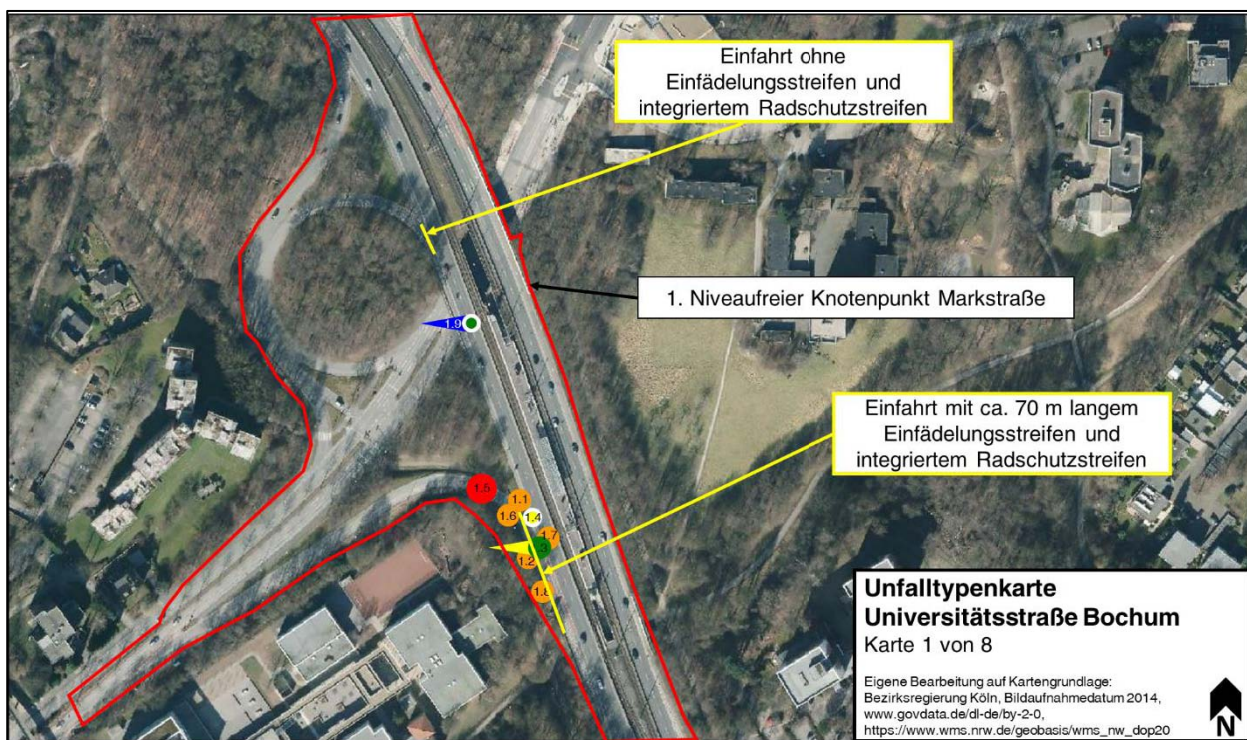 Einfahrt ohne
Einfädelungsstreifen und
integriertem Radschutzstreifen
1. Niveaufreier Knotenpunkt Markstraße
1.9
Einfahrt mit ca. 70 m langem
Einfädelungsstreifen und
integriertem Radschutzstreifen
1.5
1.1
1.6
1.4
1.7
1.2
1.8
Unfalltypenkarte
Universitätsstraße Bochum
Karte 1 von 8
Eigene Bearbeitung auf Kartengrundlage:
Bezirksregierung Köln, Bildaufnahmedatum 2014,
www.govdata.de/dl-de/by-2-0,
https://www.wms.nrw.de/geobasis/wms_nw_dop20
N